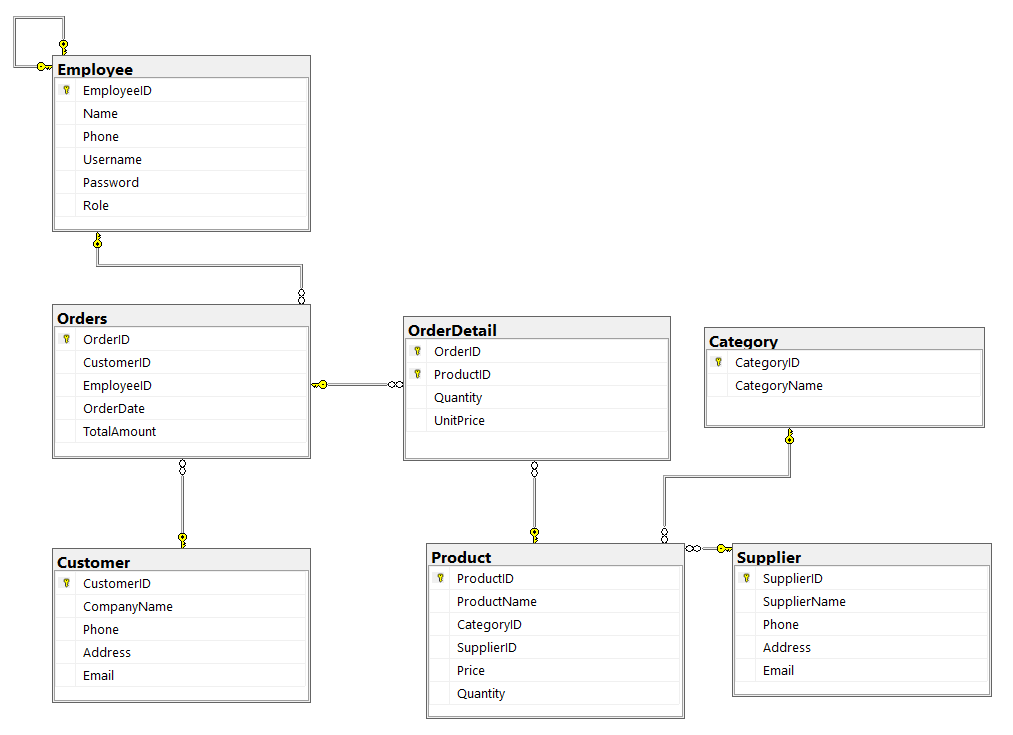 Employee
EmployeeID
Name
Phone
Username
Password
Role
Orders
OrderID
CustomerID
EmployeeID
OrderDate
TotalAmount
OrderDetail
OrderID
ProductID
Quantity
UnitPrice
Category
CategoryID
CategoryName
Customer
CustomerID
CompanyName
Phone
Address
Email
Product
ProductID
ProductName
CategoryID
SupplierID
Price
Quantity
Supplier
SupplierID
SupplierName
Phone
Address
Email